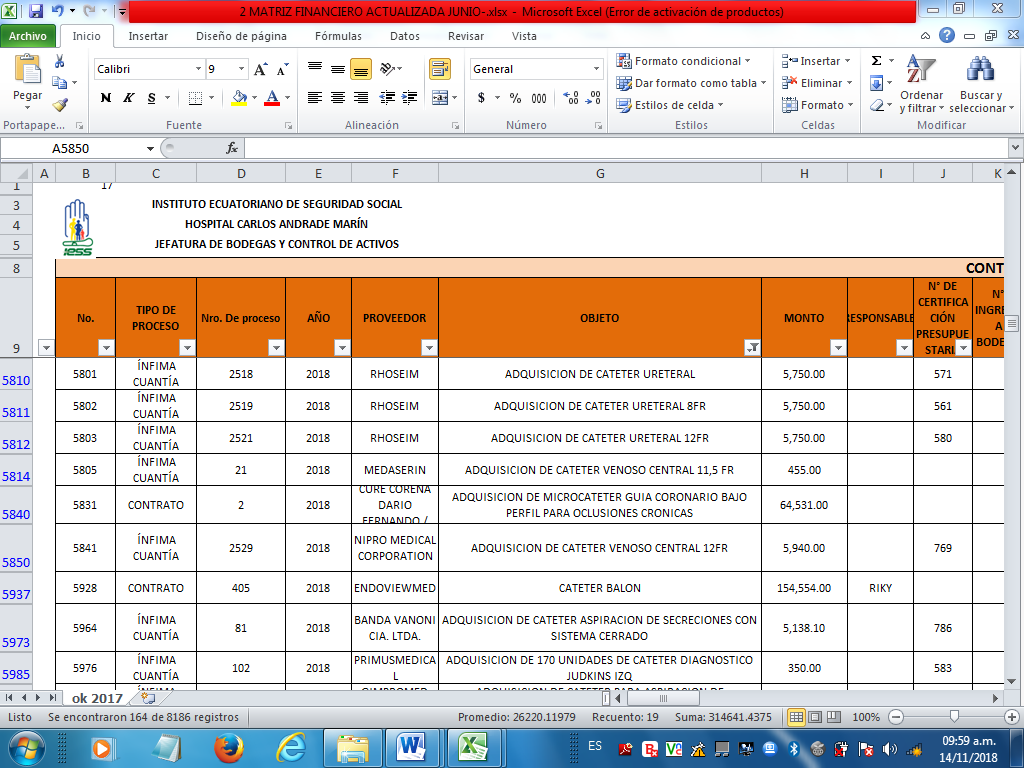 2 MATRIZ FINANCIERO ACTUALIZADA JUNIO-.xlsx - Microsoft Excel (Error de activación de productos)
Archivo Inicio Insertar Diseño de página Fórmulas Datos Revisar Vista
Pegar
Portapape...
Calibri 9
N K S
Fuente
Alineación
General
$ % 000
Número
Formato condicional
Dar formato como tabla
Estilos de celda
Estilos
Insertar
Eliminar
Formato
Celdas
Ordenar y filtrar
Buscar y seleccionar
Modificar
A5850 fx
A B C D E F G H I J K
1 17
3 INSTITUTO ECUATORIANO DE SEGURIDAD SOCIAL
4 HOSPITAL CARLOS ANDRADE MARÍN
5 JEFATURA DE BODEGAS Y CONTROL DE ACTIVOS
iess
8 CONT
9 No. TIPO DE PROCESO Nro. De proceso AÑO PROVEEDOR OBJETO MONTO RESPONSABLE N° DE CERTIFICACIÓN PRESUPUESTARI N° INGRE A BODE
5810 5801 ÍNFIMA CUANTÍA 2518 2018 RHOSEIM ADQUISICION DE CATETER URETERAL 5,750.00 571
5811 5802 ÍNFIMA CUANTÍA 2519 2018 RHOSEIM ADQUISICION DE CATETER URETERAL 8FR 5,750.00 561
5812 5803 ÍNFIMA CUANTÍA 2521 2018 RHOSEIM ADQUISICION DE CATETER URETERAL 12FR 5,750.00 580
5814 5805 ÍNFIMA CUANTÍA 21 2018 MEDASERIN ADQUISICION DE CATETER VENOSO CENTRAL 11,5 FR 455.00
5840 5831 CONTRATO 2 2018 CURE CORENA DARIO FERNANDO / ADQUISICION DE MICROCATETER GUIA CORONARIO BAJO PERFIL PARA OCLUSIONES CRONICAS 64,531.00
5850 5841 ÍNFIMA CUANTÍA 2529 2018 NIPRO MEDICAL CORPORATION ADQUISICION DE CATETER VENOSO CENTRAL 12FR 5,940.00 769
5937 5928 CONTRATO 405 2018 ENDOVIEWMED CATETER BALON 154,554.00 RIKY
5973 5964 ÍNFIMA CUANTÍA 81 2018 BANDA VANONI CIA. LTDA. ADQUISICION DE CATETER ASPIRACION DE SECRECIONES CON SISTEMA CERRADO 5,138.10 786
5985 5976 ÍNFIMA CUANTÍA 102 2018 PRIMUSMEDICAL ADQUISICION DE 170 UNIDADES DE CATETER DIAGNOSTICO JUDKINS IZQ 350.00 583
ok 2017
Listo Se encontraron 164 de 8186 registros Promedio: 26220.11979 Recuento: 19 Suma: 314641.4375 100%
ES
09:59 a.m.
14/11/2018